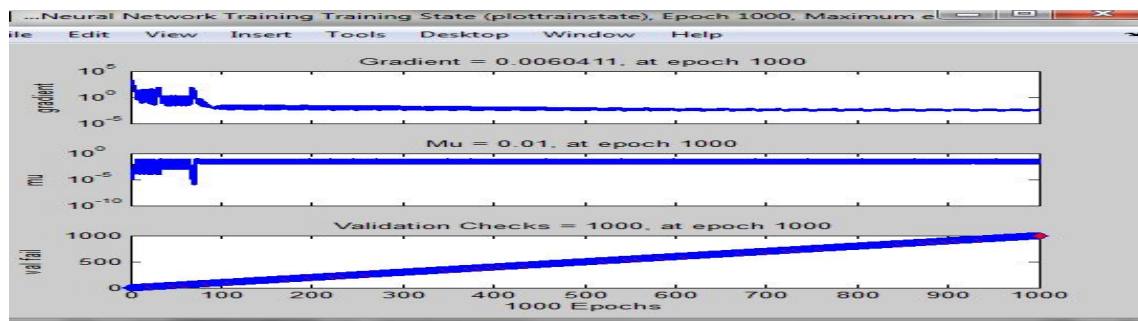 ...Neural Network Training Training State (plottrainstate), Epoch 1000, Maximum e
Edit View Insert Tools Desktop Window Help
Gradient = 0.0060411, at epoch 1000
gradient
10^5
10^0
10^-5
Mu = 0.01, at epoch 1000
mu
10^0
10^-5
10^-10
Validation Checks = 1000, at epoch 1000
val fail
1000
500
0
0 100 200 300 400 500 600 700 800 900 1000
1000 Epochs